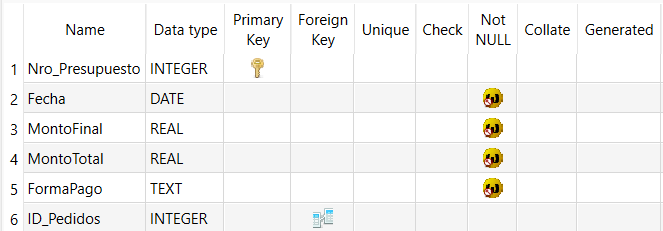 Name Data type Primary Key Foreign Key Unique Check Not NULL Collate Generated
1 Nro_Presupuesto INTEGER
2 Fecha DATE
3 MontoFinal REAL
4 MontoTotal REAL
5 FormaPago TEXT
6 ID_Pedidos INTEGER